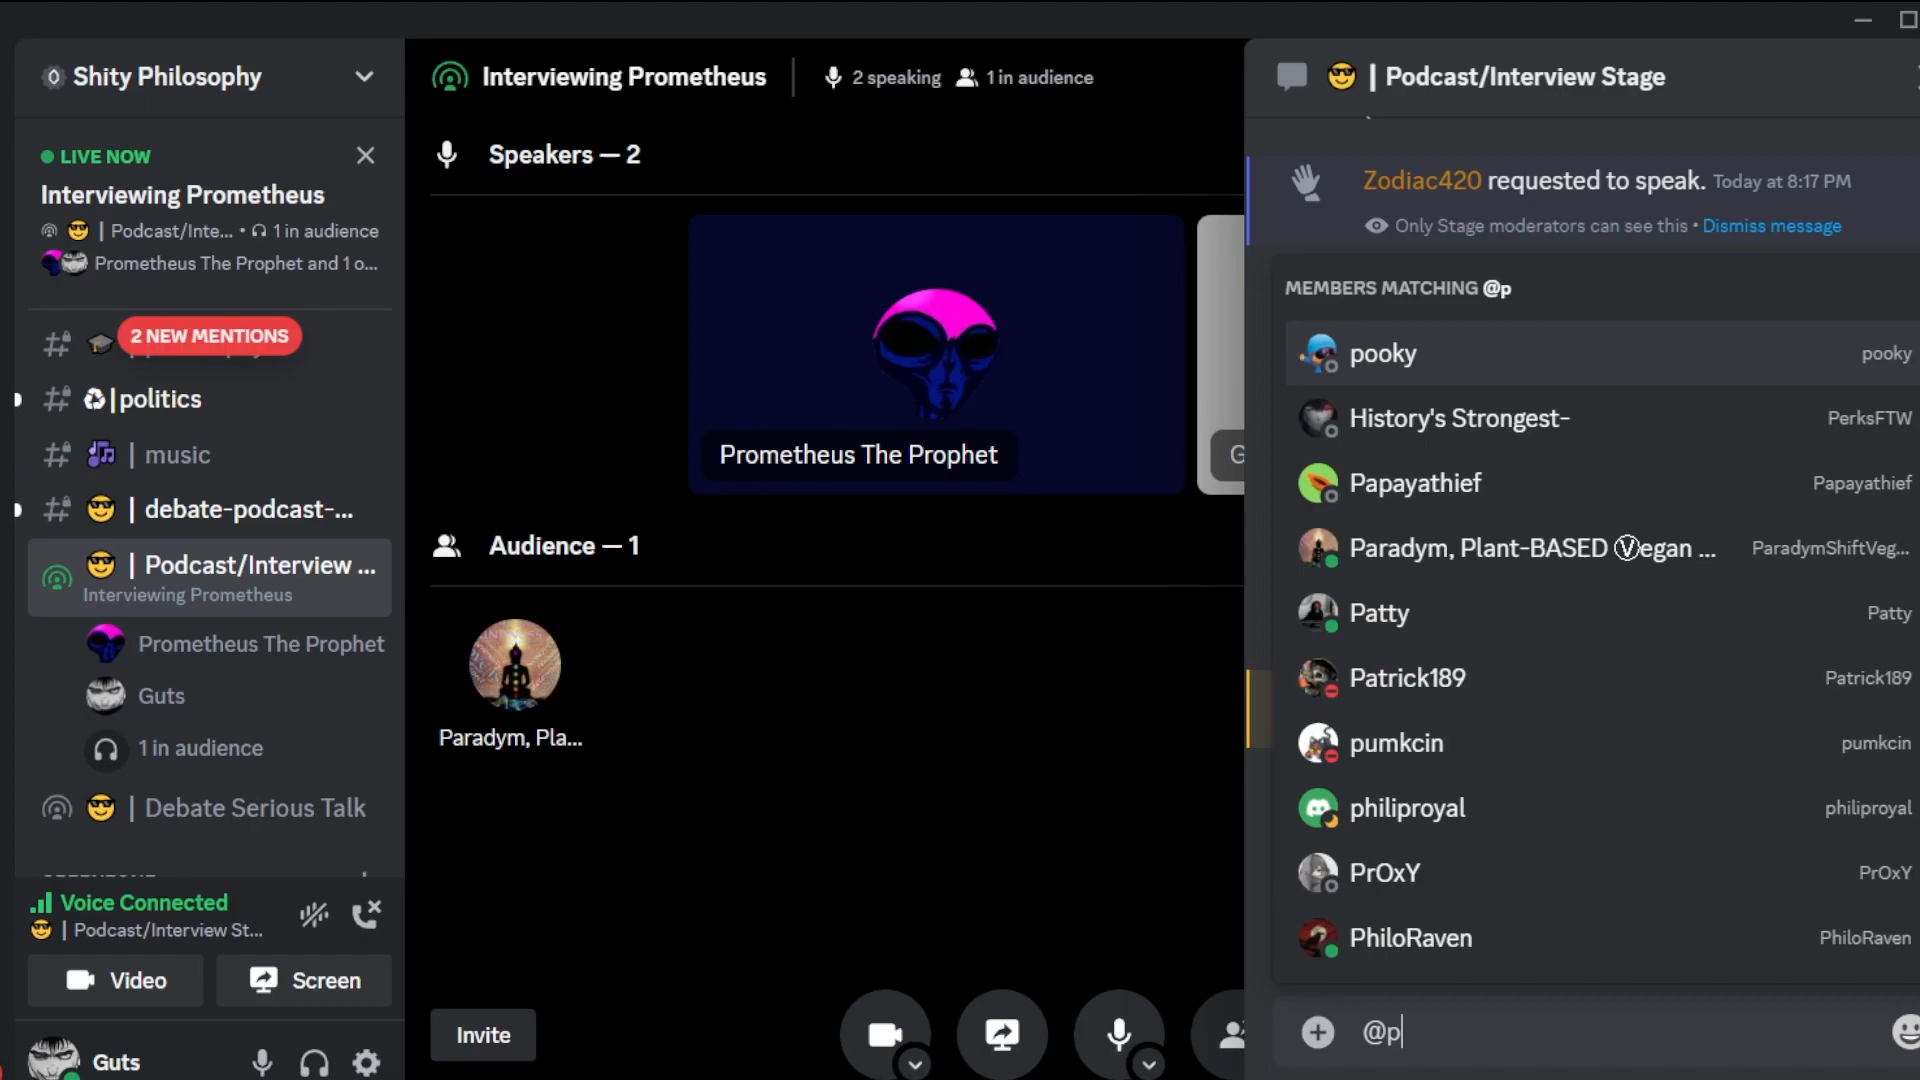 Shity Philosophy
LIVE NOW
Interviewing Prometheus
| Podcast/Inte... • 1 in audience
Prometheus The Prophet and 1 o...
2 NEW MENTIONS
|politics
| music
| debate-podcast-...
| Podcast/Interview ...
Interviewing Prometheus
Prometheus The Prophet
Guts
1 in audience
| Debate Serious Talk
Voice Connected
| Podcast/Interview St...
Video
Screen
Guts
Interviewing Prometheus
2 speaking
1 in audience
Speakers — 2
Prometheus The Prophet
G
Audience — 1
Paradym, Pla...
Invite
| Podcast/Interview Stage
Zodiac420 requested to speak. Today at 8:17 PM
Only Stage moderators can see this • Dismiss message
MEMBERS MATCHING @p
pooky pooky
History's Strongest- PerksFTW
Papayathief Papayathief
Paradym, Plant-BASED Ⓥegan ... ParadymShiftVeg...
Patty Patty
Patrick189 Patrick189
pumkcin pumkcin
philiproyal philiproyal
PrOxY PrOxY
PhiloRaven PhiloRaven
@p